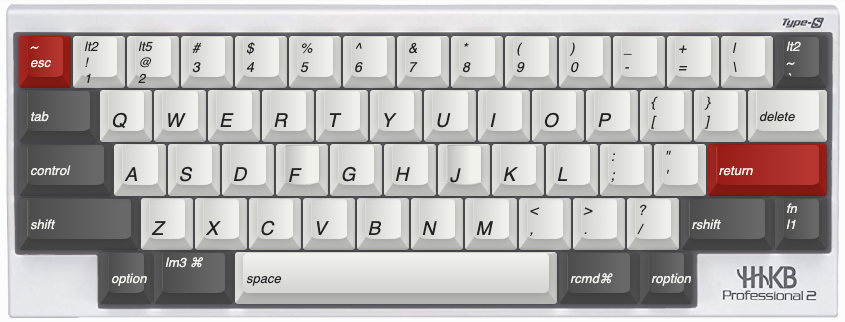 Type-S
~
esc
lt2
!
1
lt5
@
2
#
3
$
4
%
5
^
6
&
7
*
8
(
9
)
0
_
-
+
=
|
\
lt2
~
`
tab
Q
W
E
R
T
Y
U
I
O
P
{
[
}
]
delete
control
A
S
D
F
G
H
J
K
L
:
;
"
'
return
shift
Z
X
C
V
B
N
M
<
,
>
.
?
/
rshift
fn
l1
option
lm3 ⌘
space
rcmd⌘
roption
HHKB
Professional 2